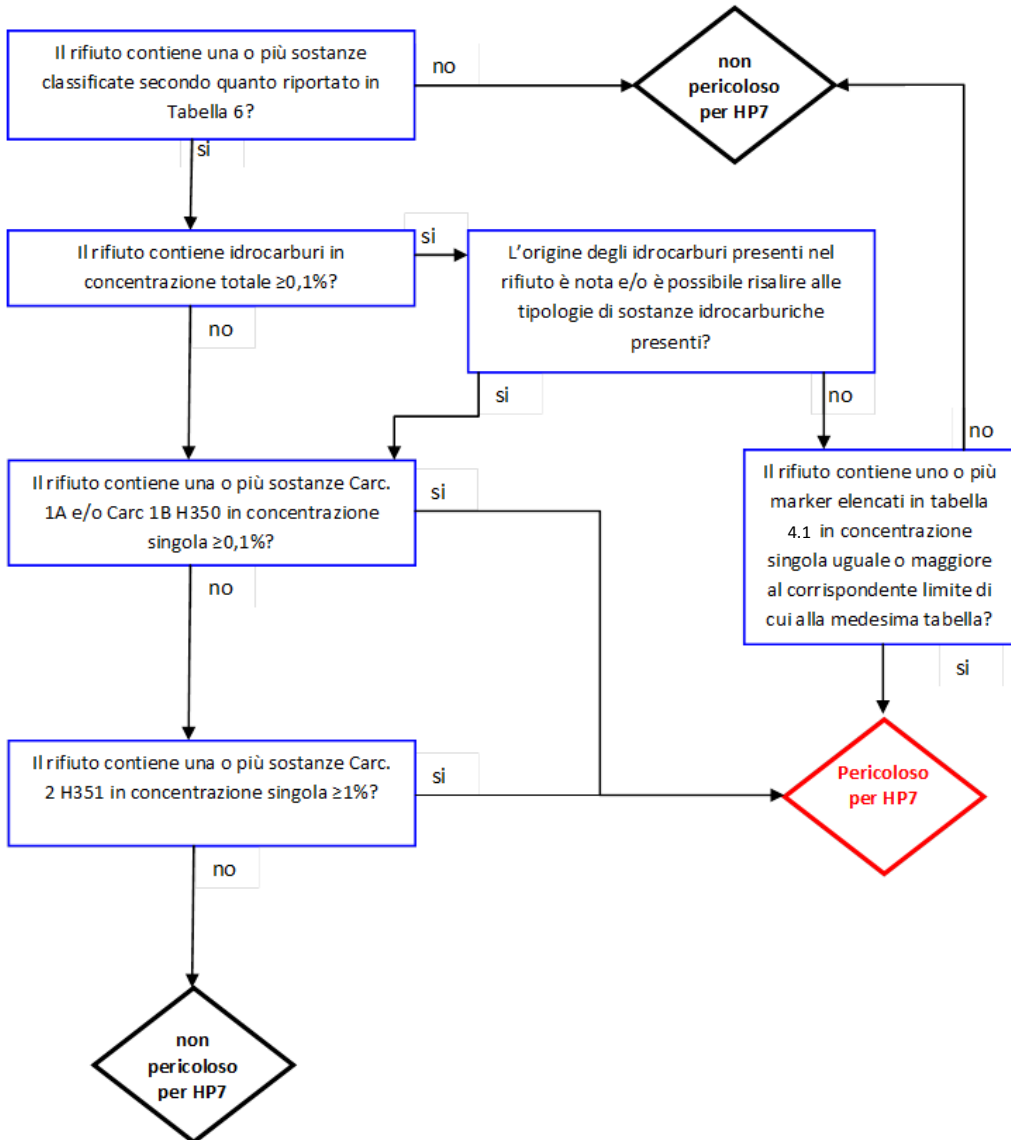 Il rifiuto contiene una o più sostanze
classificate secondo quanto riportato in
Tabella 6?
no
non
pericoloso
per HP7
si
Il rifiuto contiene idrocarburi in
concentrazione totale ≥0,1%?
si
L'origine degli idrocarburi presenti nel
rifiuto è nota e/o è possibile risalire alle
tipologie di sostanze idrocarburiche
presenti?
no
si
no
no
Il rifiuto contiene una o più sostanze Carc.
1A e/o Carc 1B H350 in concentrazione
singola ≥0,1%?
si
Il rifiuto contiene uno o più
marker elencati in tabella
4.1 in concentrazione
singola uguale o maggiore
al corrispondente limite di
cui alla medesima tabella?
no
si
Il rifiuto contiene una o più sostanze Carc.
2 H351 in concentrazione singola ≥1%?
si
Pericoloso
per HP7
no
non
pericoloso
per HP7